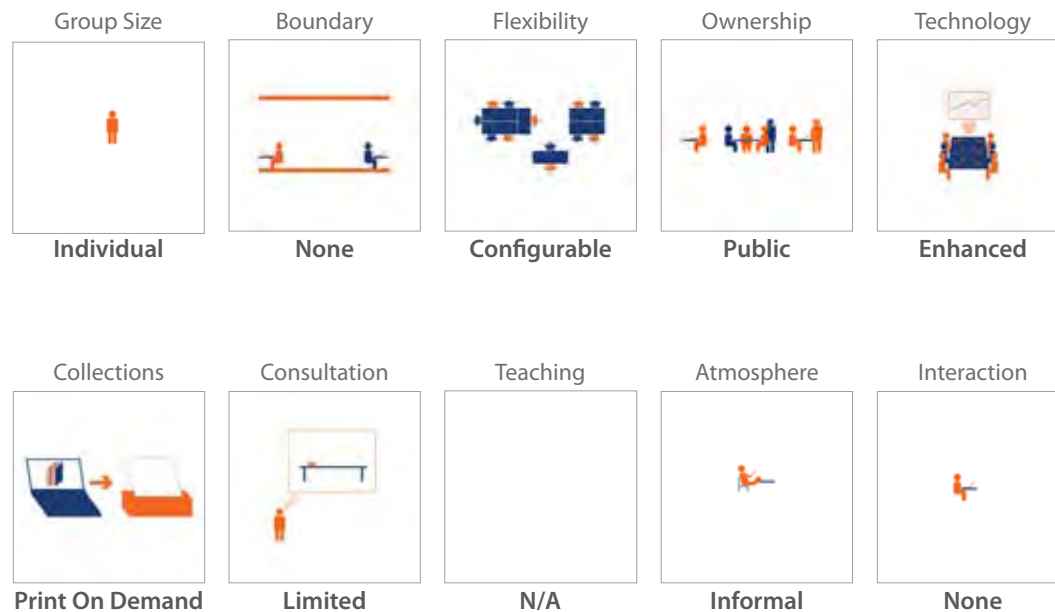 Group Size
Boundary
Flexibility
Ownership
Technology
Individual
None
Configurable
Public
Enhanced
Collections
Consultation
Teaching
Atmosphere
Interaction
Print On Demand
Limited
N/A
Informal
None